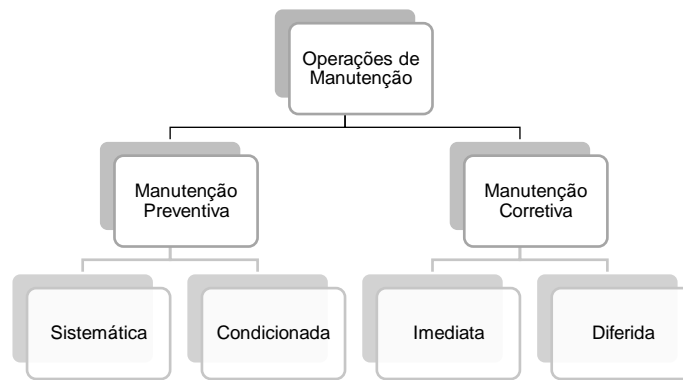 Operações de
Manutenção
Manutenção
Preventiva
Manutenção
Corretiva
Sistemática
Condicionada
Imediata
Diferida